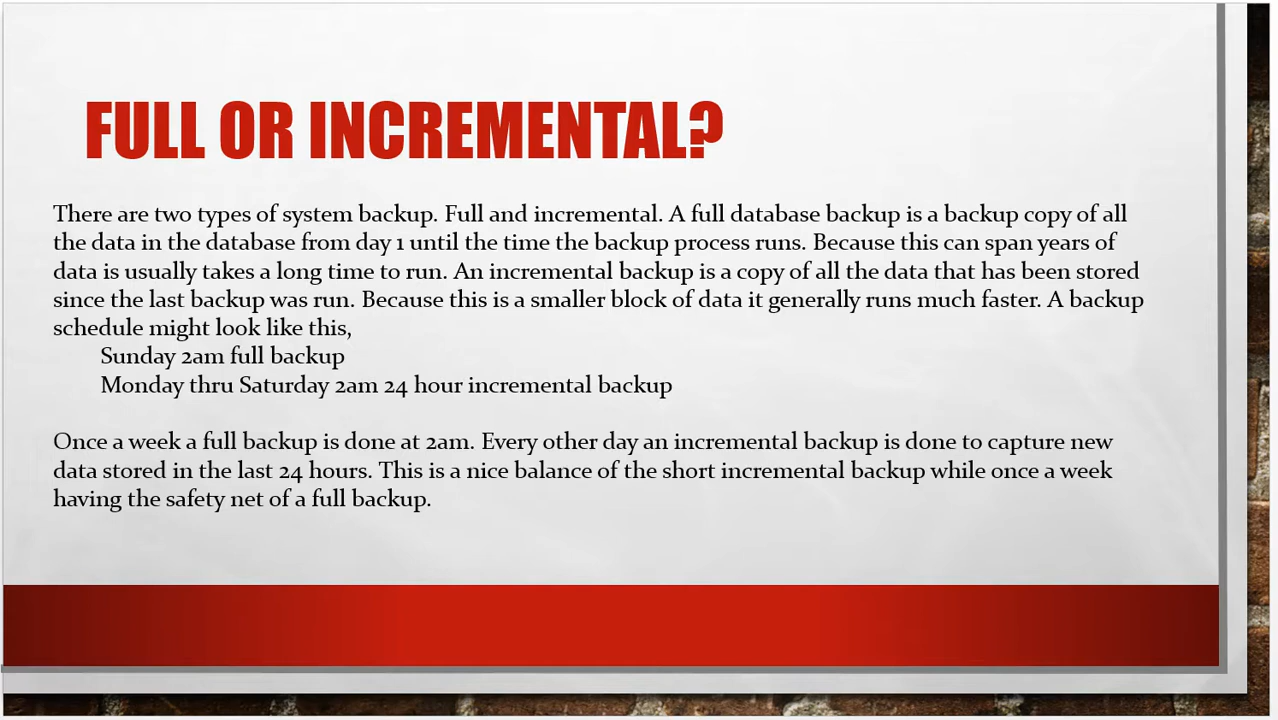 FULL OR INCREMENTAL?
There are two types of system backup. Full and incremental. A full database backup is a backup copy of all
the data in the database from day 1 until the time the backup process runs. Because this can span years of
data is usually takes a long time to run. An incremental backup is a copy of all the data that has been stored
since the last backup was run. Because this is a smaller block of data it generally runs much faster. A backup
schedule might look like this,
Sunday 2am full backup
Monday thru Saturday 2am 24 hour incremental backup
Once a week a full backup is done at 2am. Every other day an incremental backup is done to capture new
data stored in the last 24 hours. This is a nice balance of the short incremental backup while once a week
having the safety net of a full backup.